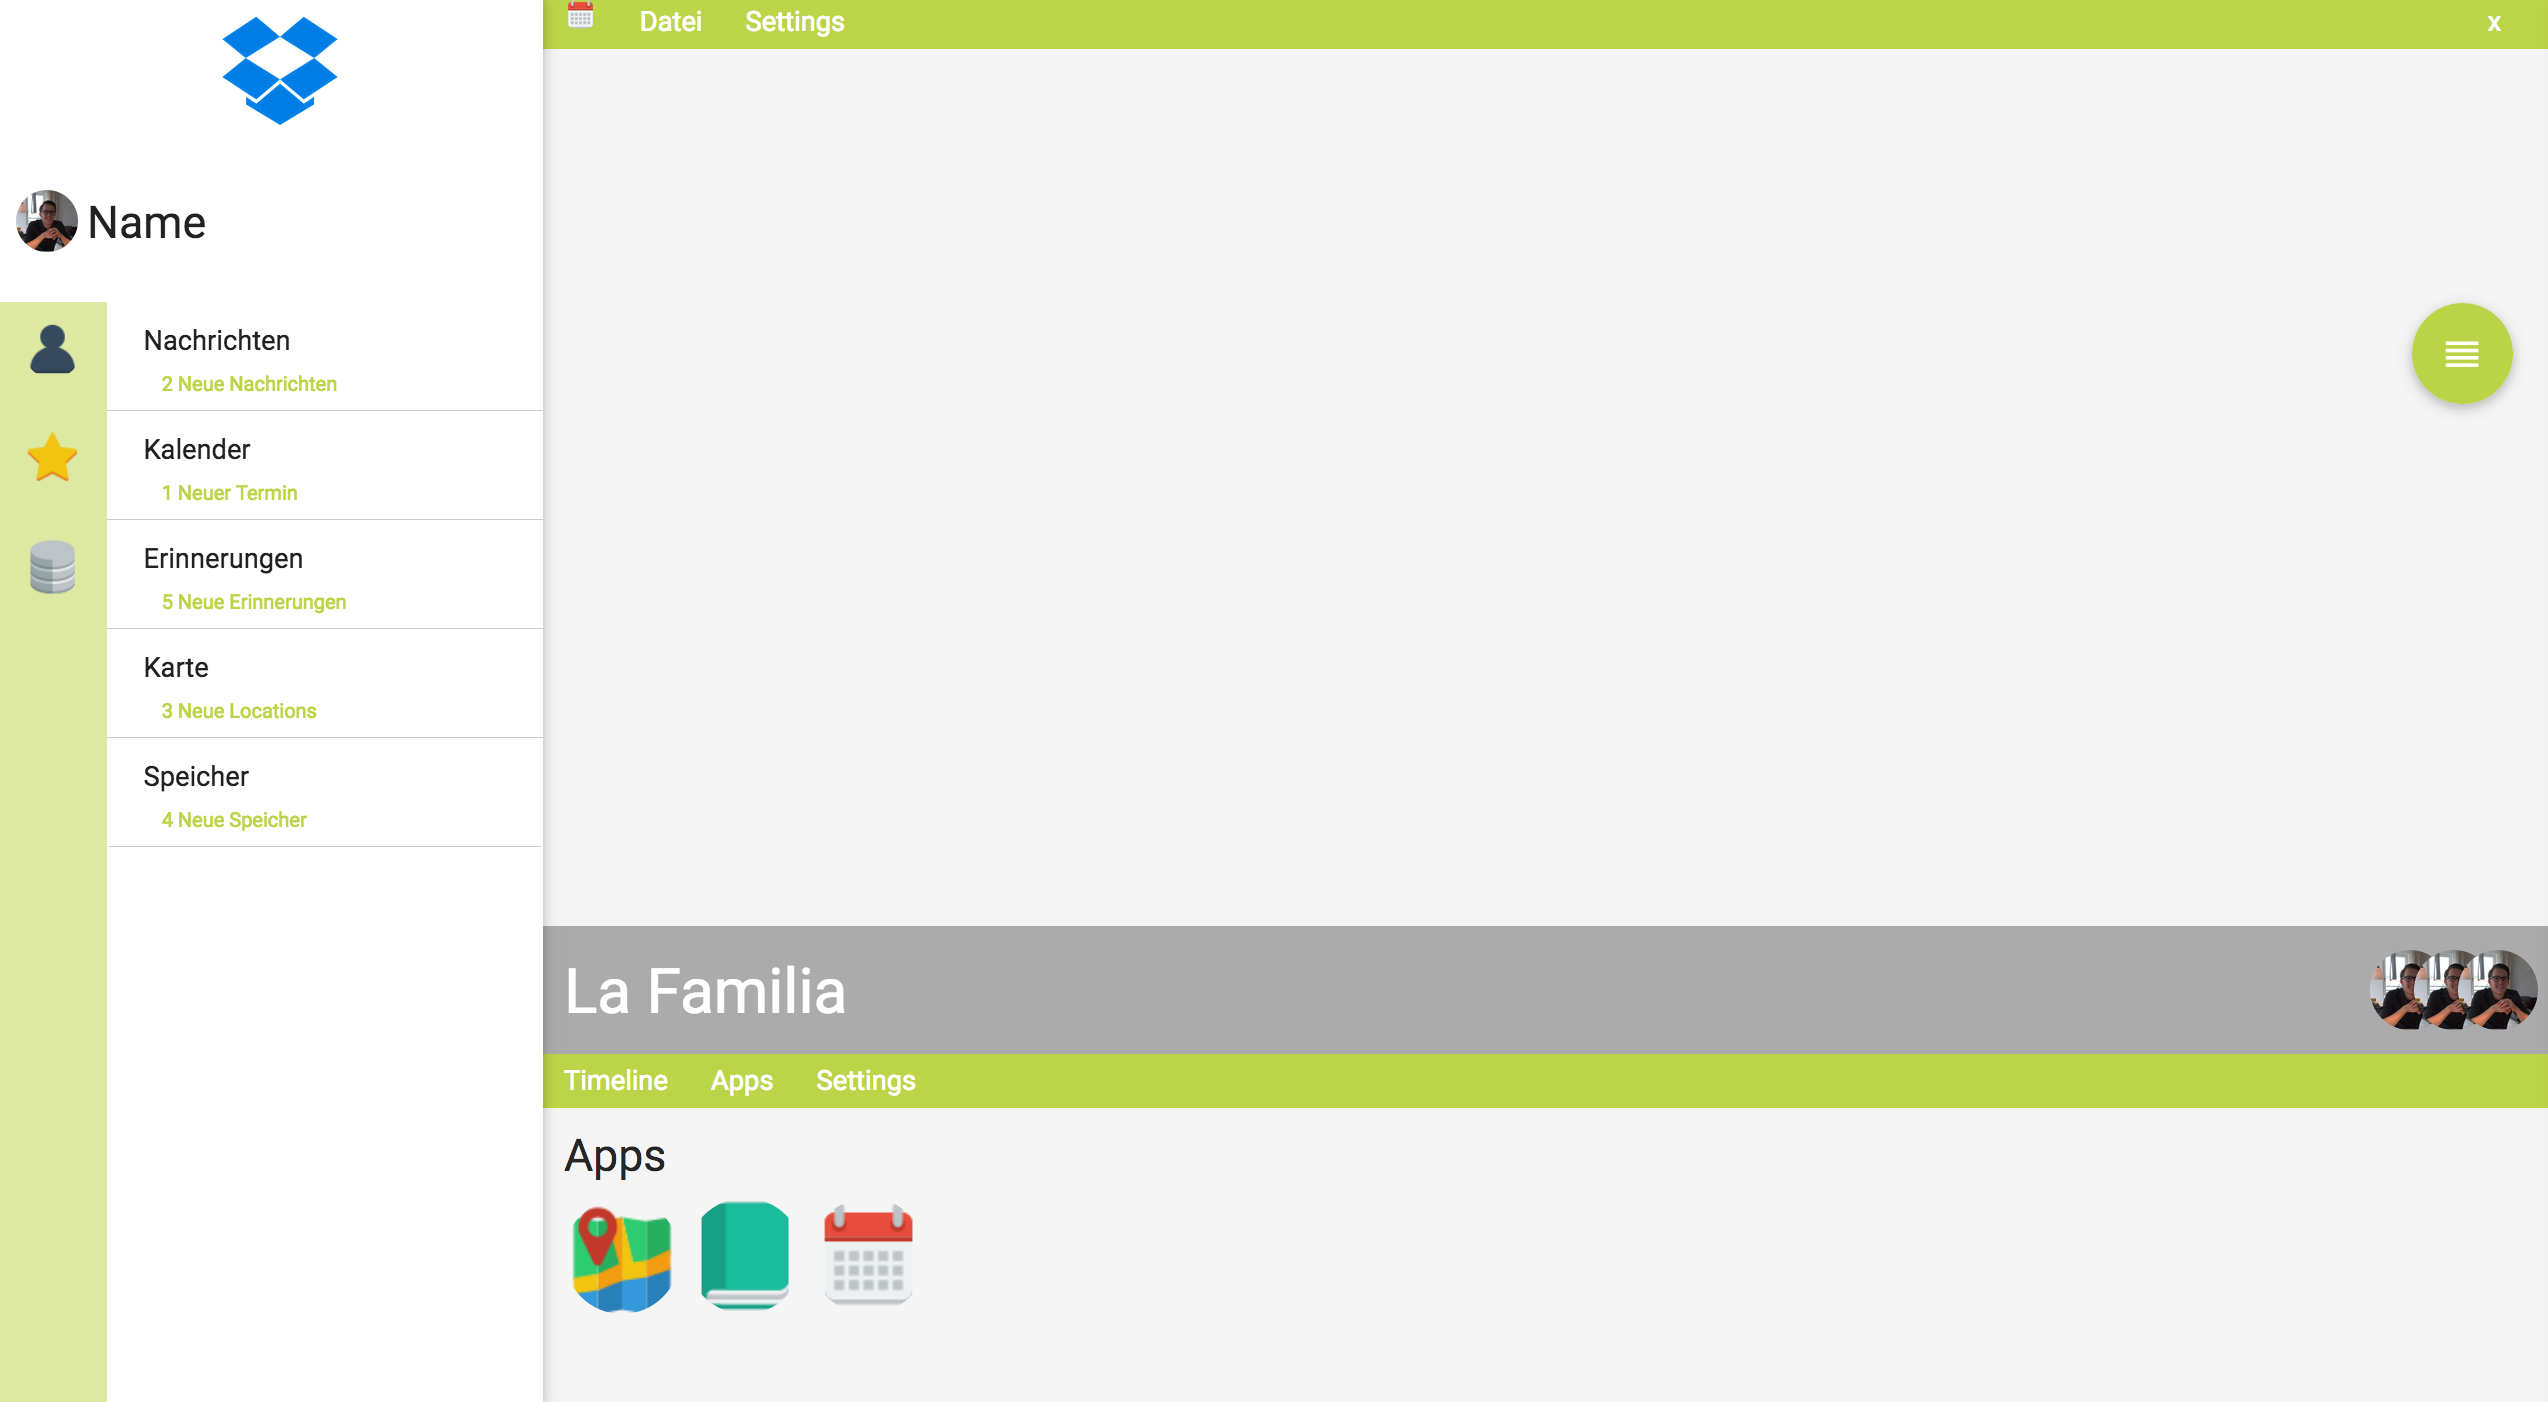 Datei Settings x
Name
Nachrichten
2 Neue Nachrichten
Kalender
1 Neuer Termin
Erinnerungen
5 Neue Erinnerungen
Karte
3 Neue Locations
Speicher
4 Neue Speicher
La Familia
Timeline Apps Settings
Apps